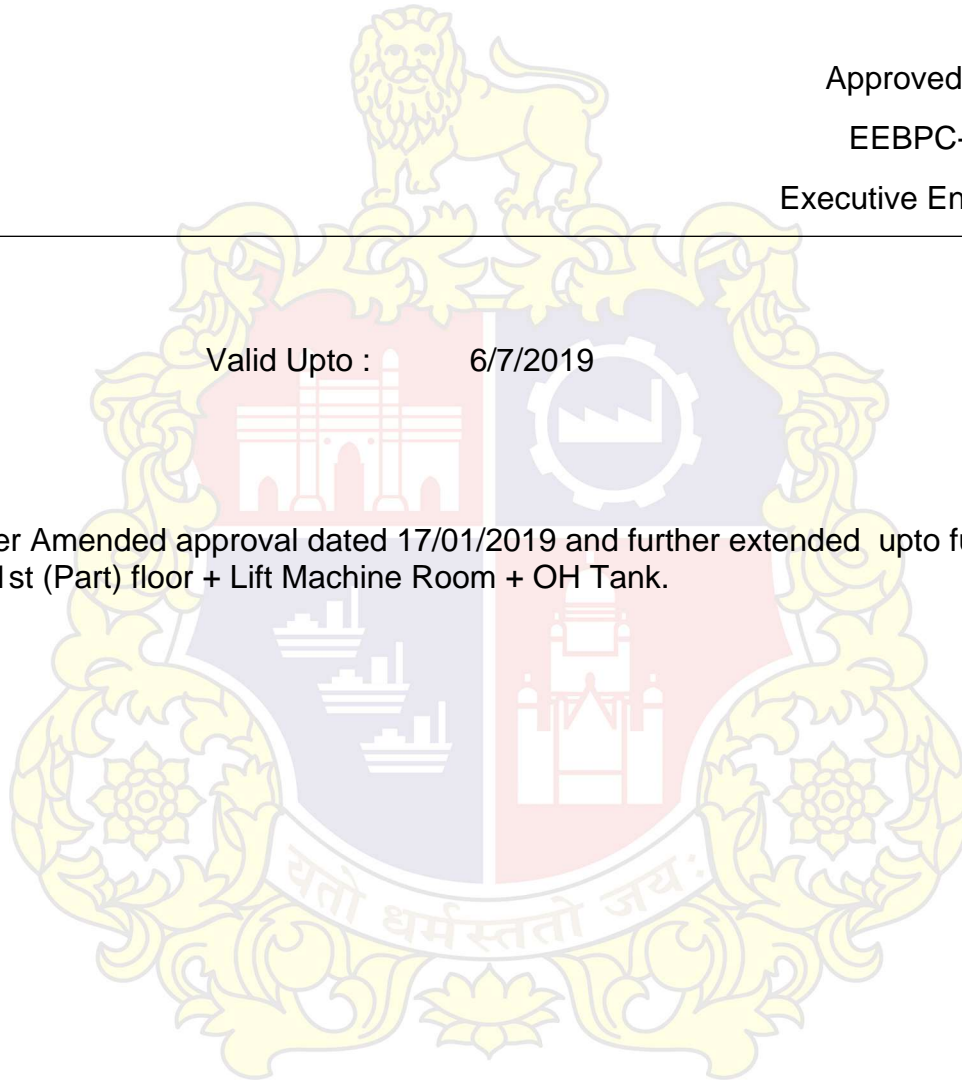 Approved
EEBPC-
Executive En
Valid Upto : 6/7/2019
er Amended approval dated 17/01/2019 and further extended upto fu
1st (Part) floor + Lift Machine Room + OH Tank.
यतो धर्मस्ततो जय: